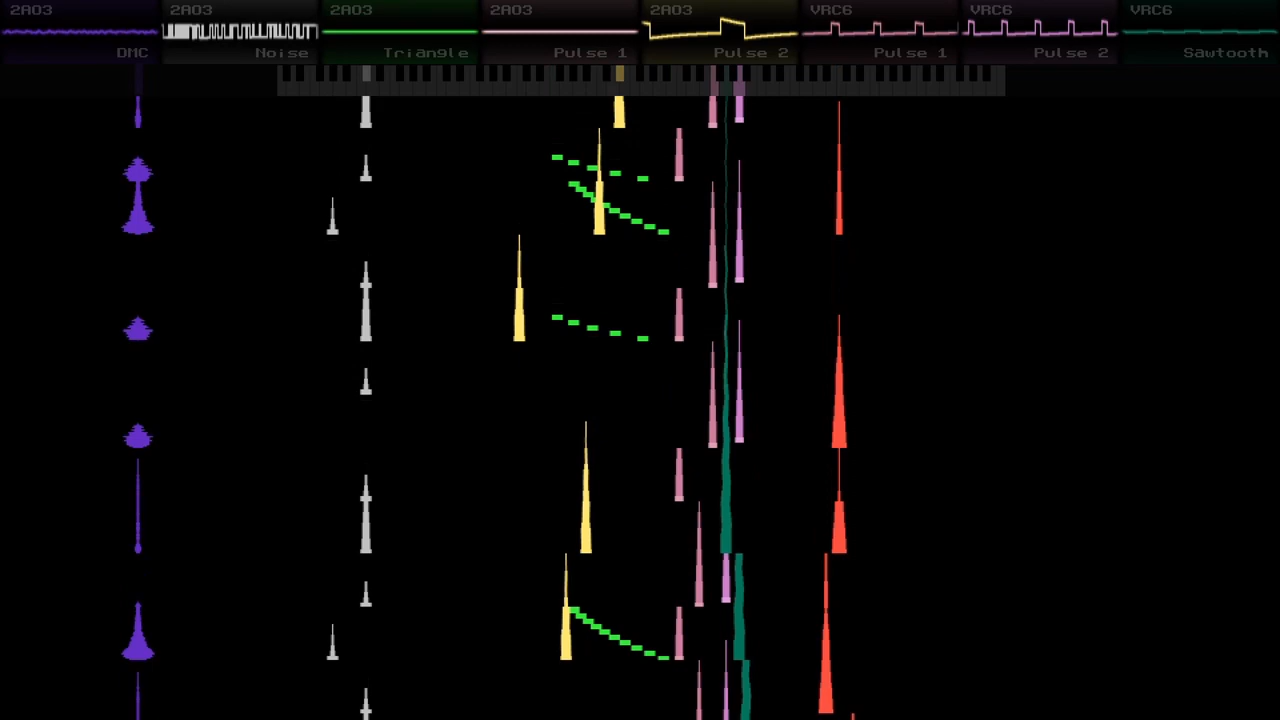 2A03 2A03 2A03 2A03 2A03 VRC6 VRC6 VRC6
DMC Noise Triangle Pulse 1 Pulse 2 Pulse 1 Pulse 2 Sawtooth